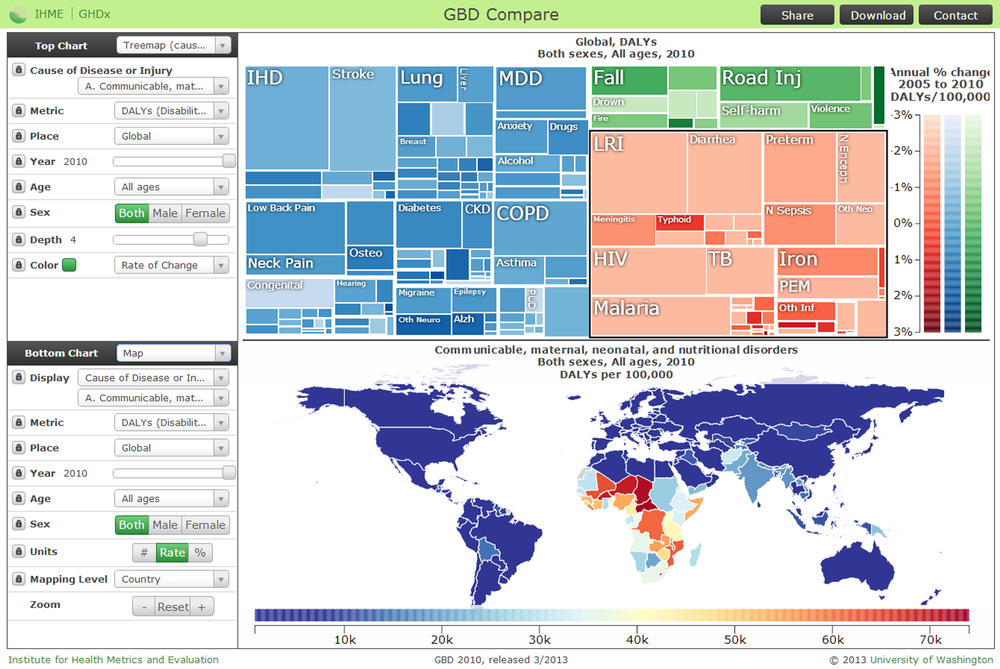 IHME | GHDx
GBD Compare
Share
Download
Contact
Top Chart
Treemap (caus...
Cause of Disease or Injury
A. Communicable, mat...
Metric
DALYs (Disabilit...
Place
Global
Year 2010
Age
All ages
Sex
Both Male Female
Depth 4
Color
Rate of Change
Global, DALYs
Both sexes, All ages, 2010
IHD
Stroke
Lung
Liver
MDD
Breast
Anxiety
Drugs
Alcohol
Low Back Pain
Neck Pain
Osteo
Diabetes
CKD
COPD
Asthma
Congenital
Hearing
Migraine
Epilepsy
PUD
Oth Neuro
Alzh
Fall
Drown
Fire
Road Inj
Self-harm
Violence
LRI
Diarrhea
Preterm
N Enceph
Meningitis
Typhoid
N Sepsis
Oth Neo
HIV
TB
Iron
PEM
Malaria
Oth Inf
Annual % change
2005 to 2010
DALYs/100,000
-3%
-2%
-1%
0%
1%
2%
3%
Bottom Chart
Map
Display
Cause of Disease or In...
A. Communicable, mat...
Metric
DALYs (Disabilit...
Place
Global
Year 2010
Age
All ages
Sex
Both Male Female
Units
# Rate %
Mapping Level
Country
Zoom
- Reset +
Communicable, maternal, neonatal, and nutritional disorders
Both sexes, All ages, 2010
DALYs per 100,000
10k 20k 30k 40k 50k 60k 70k
Institute for Health Metrics and Evaluation
GBD 2010, released 3/2013
© 2013 University of Washington